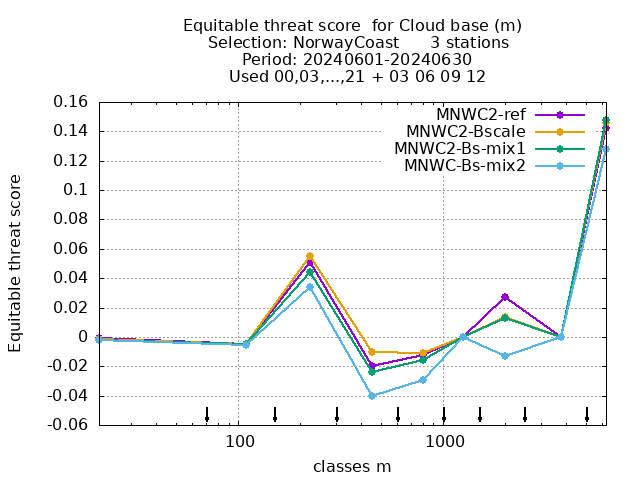 Equitable threat score  for Cloud base (m)
Selection: NorwayCoast      3 stations
Period: 20240601-20240630
Used 00,03,...,21 + 03 06 09 12
MNWC2-ref
MNWC2-Bscale
MNWC2-Bs-mix1
MNWC-Bs-mix2
Equitable threat score
0.16
0.14
0.12
0.1
0.08
0.06
0.04
0.02
0
-0.02
-0.04
-0.06
100
1000
classes m